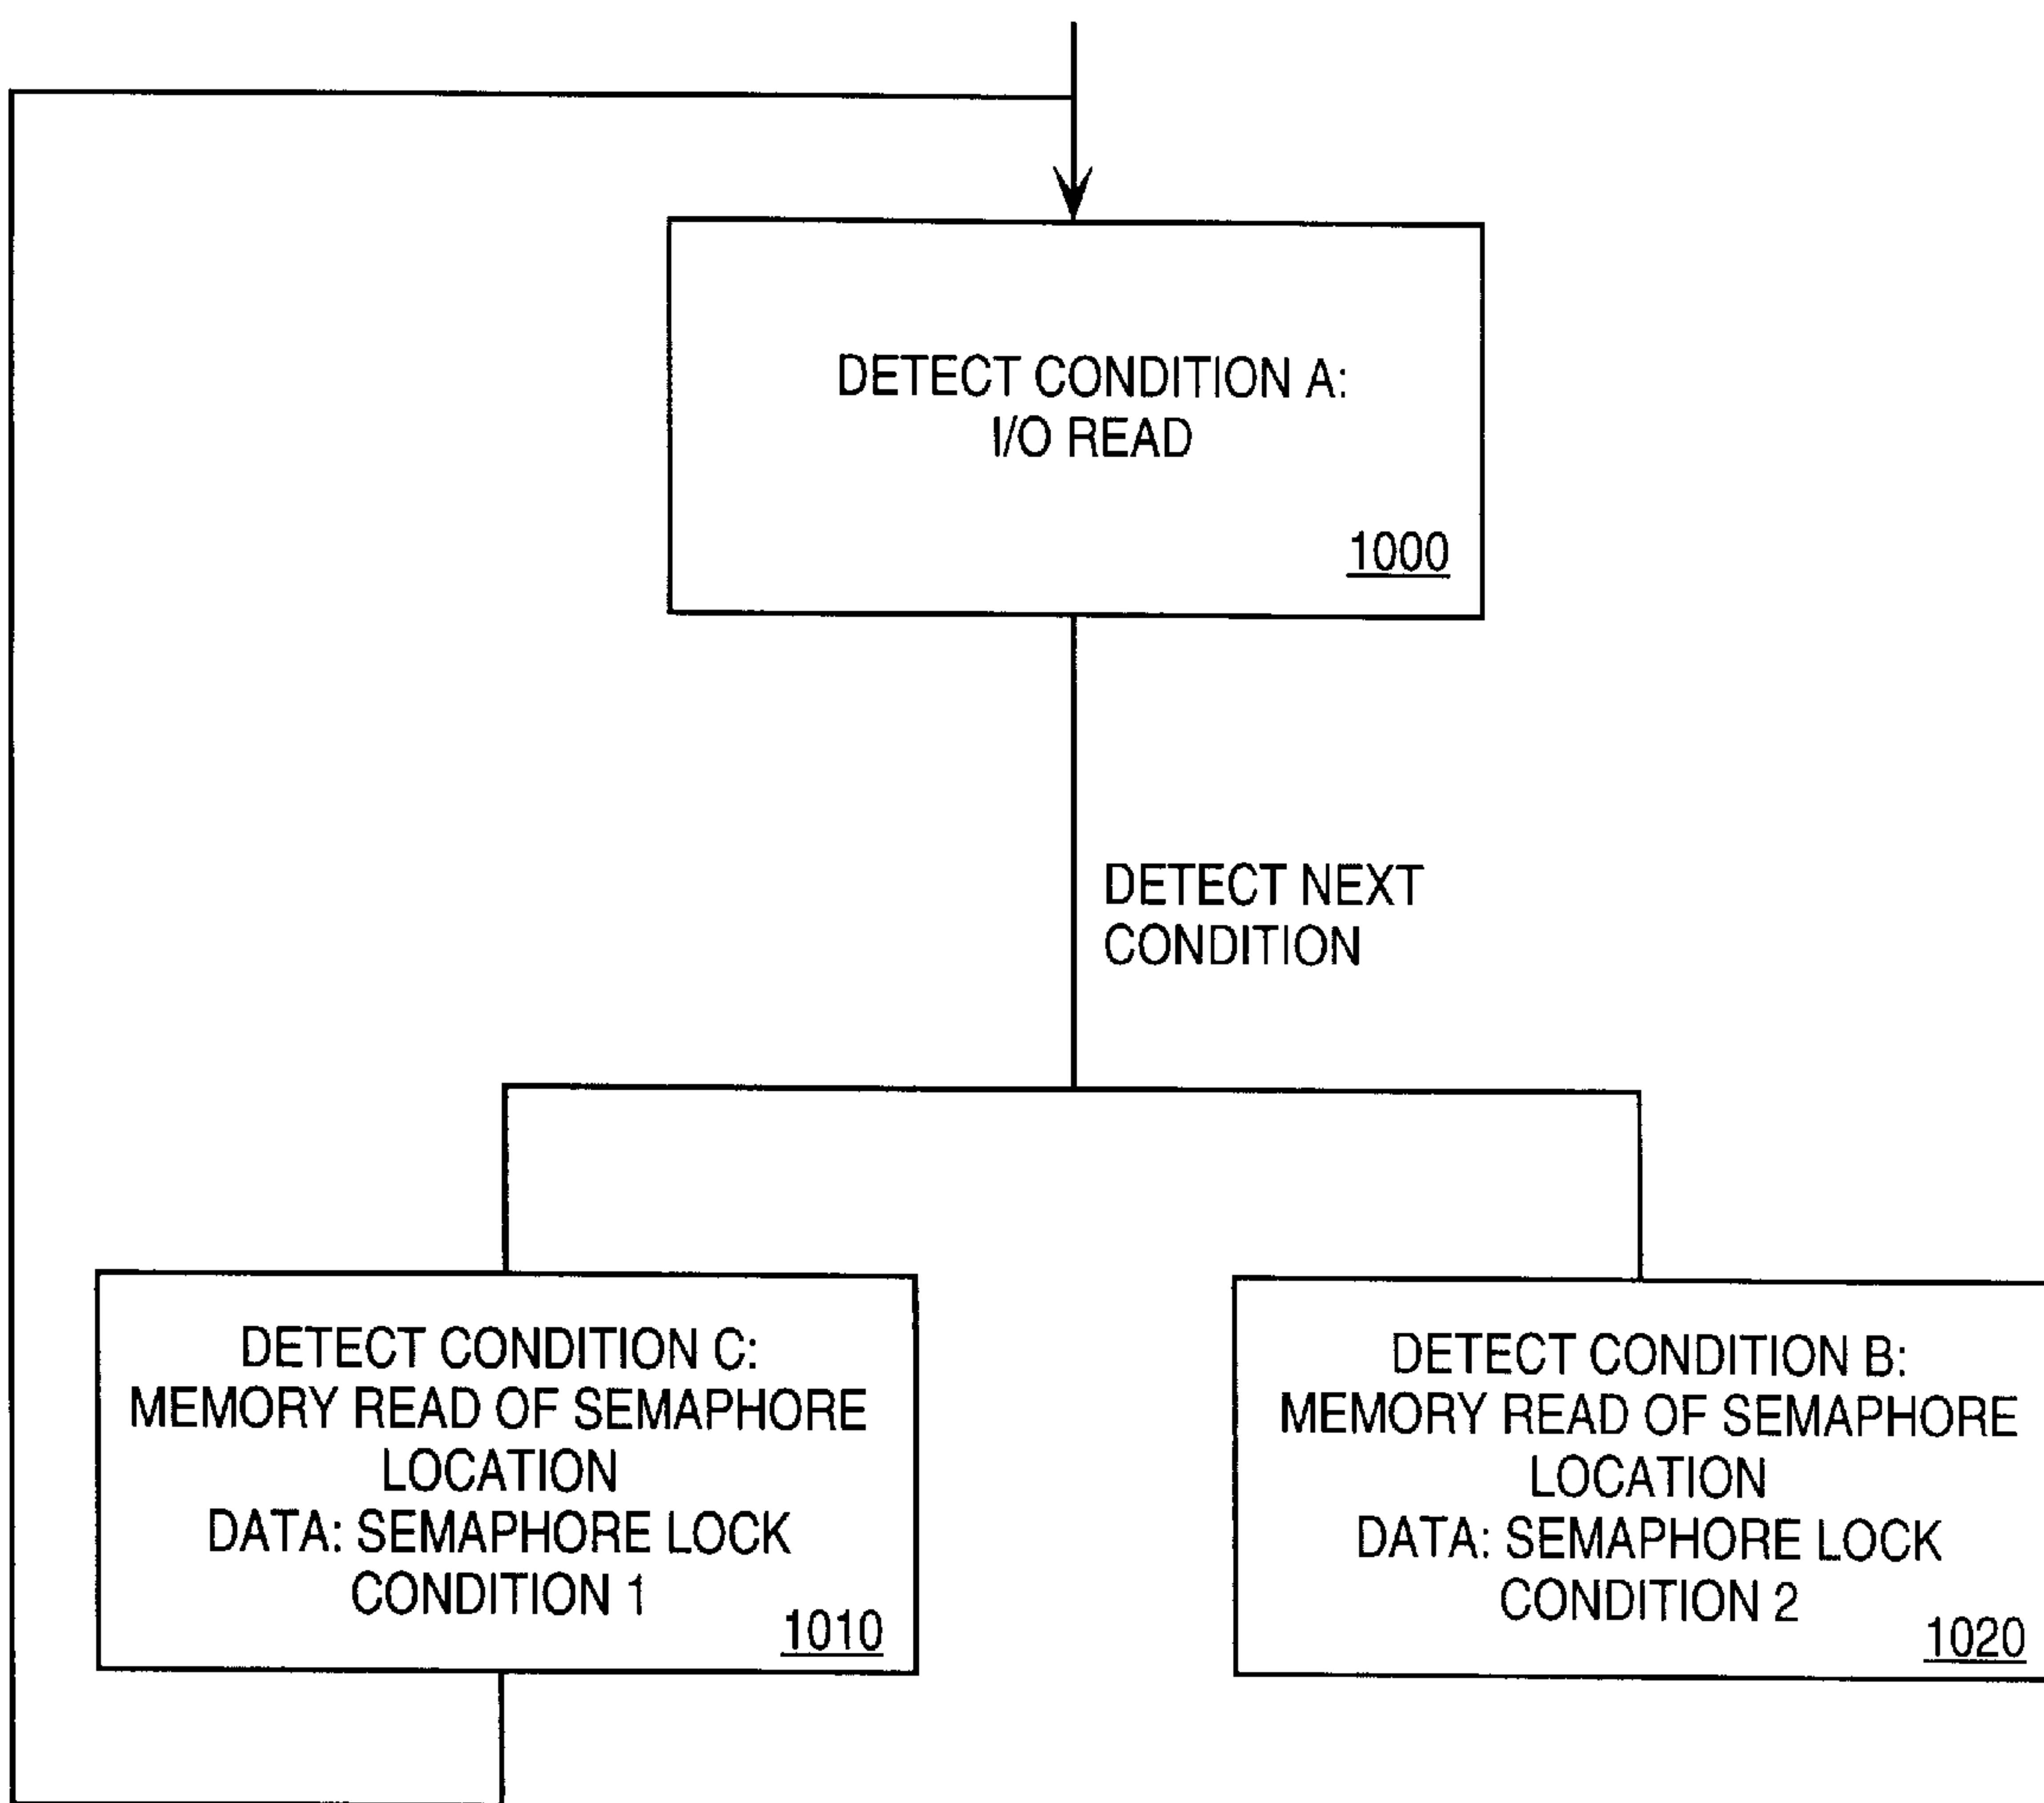 DETECT CONDITION A:
I/O READ
1000
DETECT NEXT
CONDITION
DETECT CONDITION C:
MEMORY READ OF SEMAPHORE
LOCATION
DATA: SEMAPHORE LOCK
CONDITION 1
1010
DETECT CONDITION B:
MEMORY READ OF SEMAPHORE
LOCATION
DATA: SEMAPHORE LOCK
CONDITION 2
1020